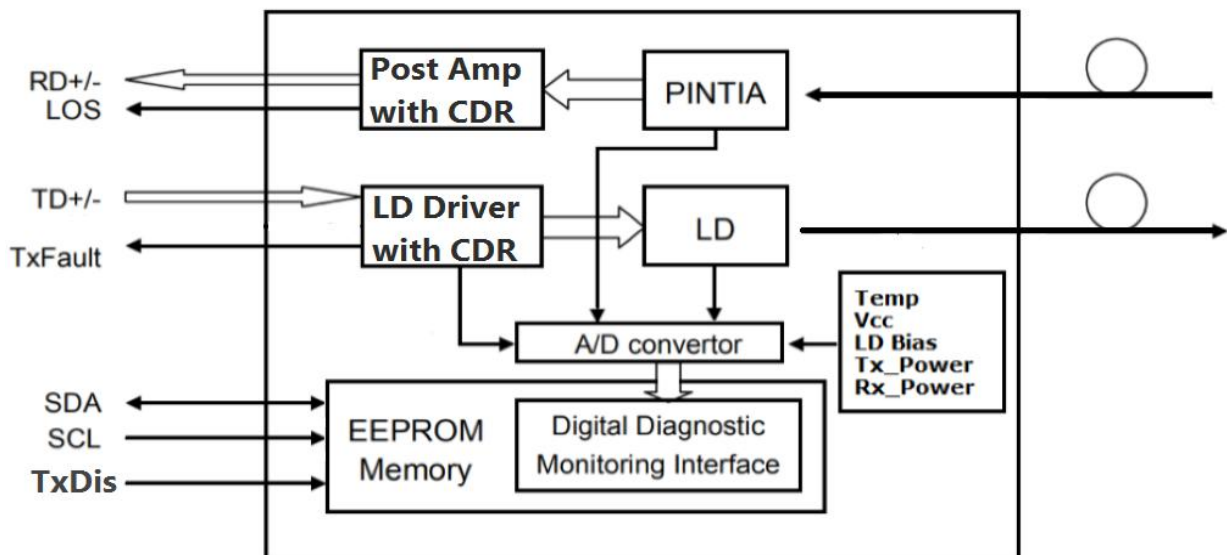 RD+/-
LOS
Post Amp
with CDR
PINTIA
TD+/-
TxFault
LD Driver
with CDR
LD
Temp
Vcc
LD Bias
Tx_Power
Rx_Power
A/D convertor
SDA
SCL
TxDis
EEPROM
Memory
Digital Diagnostic
Monitoring Interface